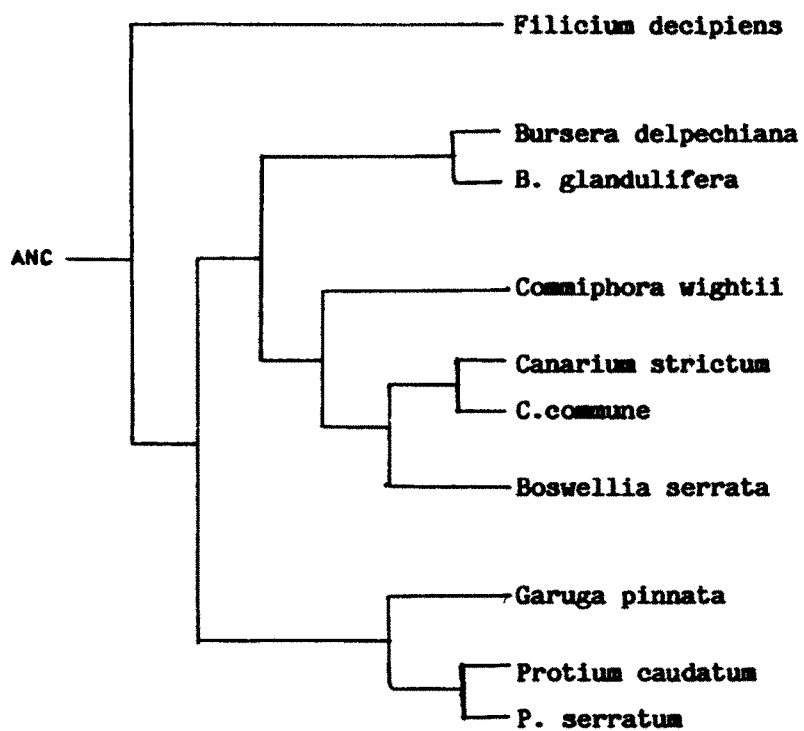 Filicium decipiens
Bursera delpechiana
B. glandulifera
ANC
Commiphora wightii
Canarium strictum
C.commune
Boswellia serrata
Garuga pinnata
Protium caudatum
P. serratum